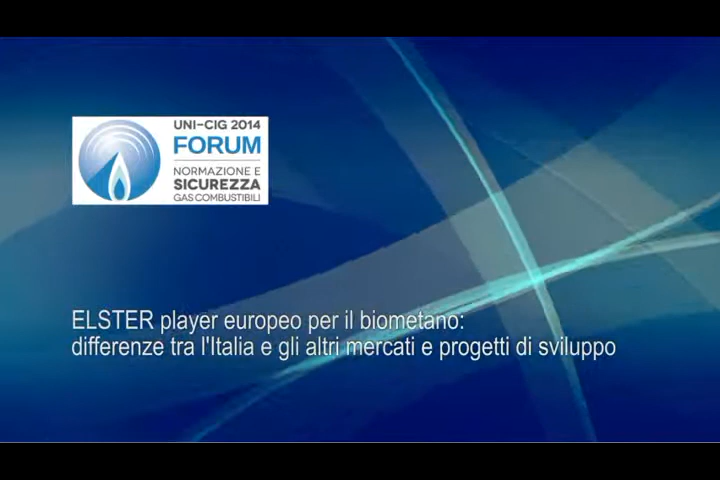 UNI-CIG 2014
FORUM
NORMAZIONE E
SICUREZZA
GAS COMBUSTIBILI
ELSTER player europeo per il biometano:
differenze tra l'Italia e gli altri mercati e progetti di sviluppo